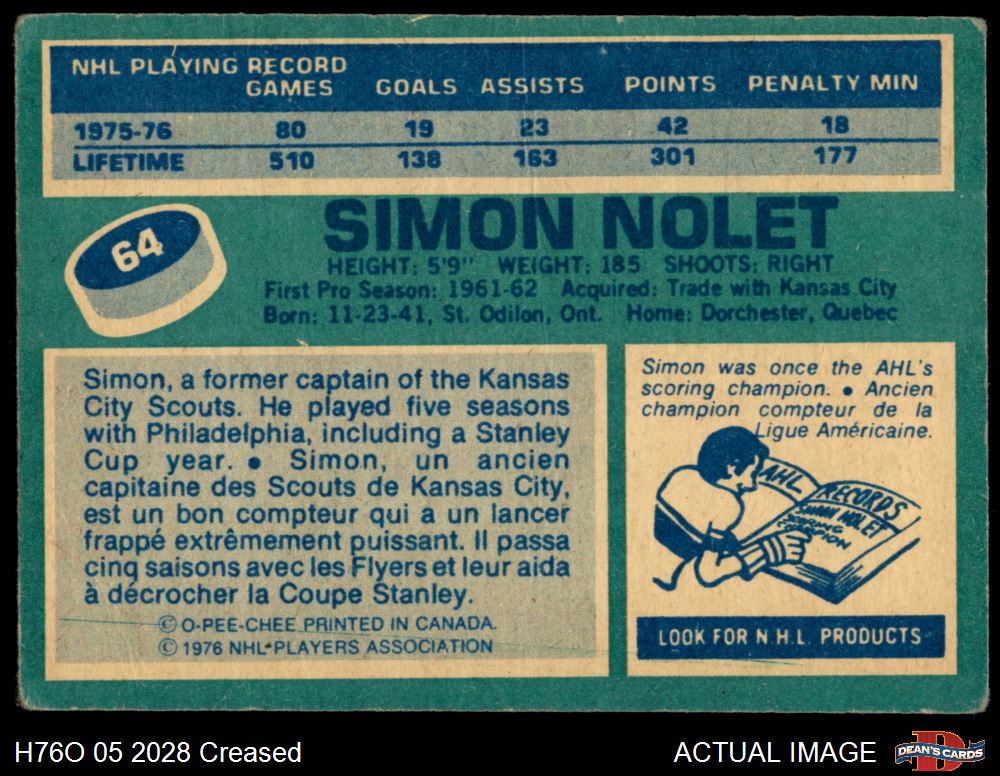 NHL PLAYING RECORD
GAMES GOALS ASSISTS POINTS PENALTY MIN
1975-76 80 19 23 42 18
LIFETIME 510 138 163 301 177
64
SIMON NOLET
HEIGHT: 5'9" WEIGHT: 185 SHOOTS: RIGHT
First Pro Season: 1961-62 Acquired: Trade with Kansas City
Born: 11-23-41, St. Odilon, Ont. Home: Dorchester, Quebec
Simon, a former captain of the Kansas
City Scouts. He played five seasons
with Philadelphia, including a Stanley
Cup year. • Simon, un ancien
capitaine des Scouts de Kansas City,
est un bon compteur qui a un lancer
frappé extrêmement puissant. Il passa
cinq saisons avec les Flyers et leur aida
à décrocher la Coupe Stanley.
© O-PEE-CHEE PRINTED IN CANADA.
© 1976 NHL PLAYERS ASSOCIATION
Simon was once the AHL's
scoring champion. • Ancien
champion compteur de la
Ligue Américaine.
AHL RECORDS
SIMON NOLET
SCORING
CHAMPION
LOOK FOR N.H.L. PRODUCTS
H76O 05 2028 Creased
ACTUAL IMAGE
D
DEAN'S CARDS